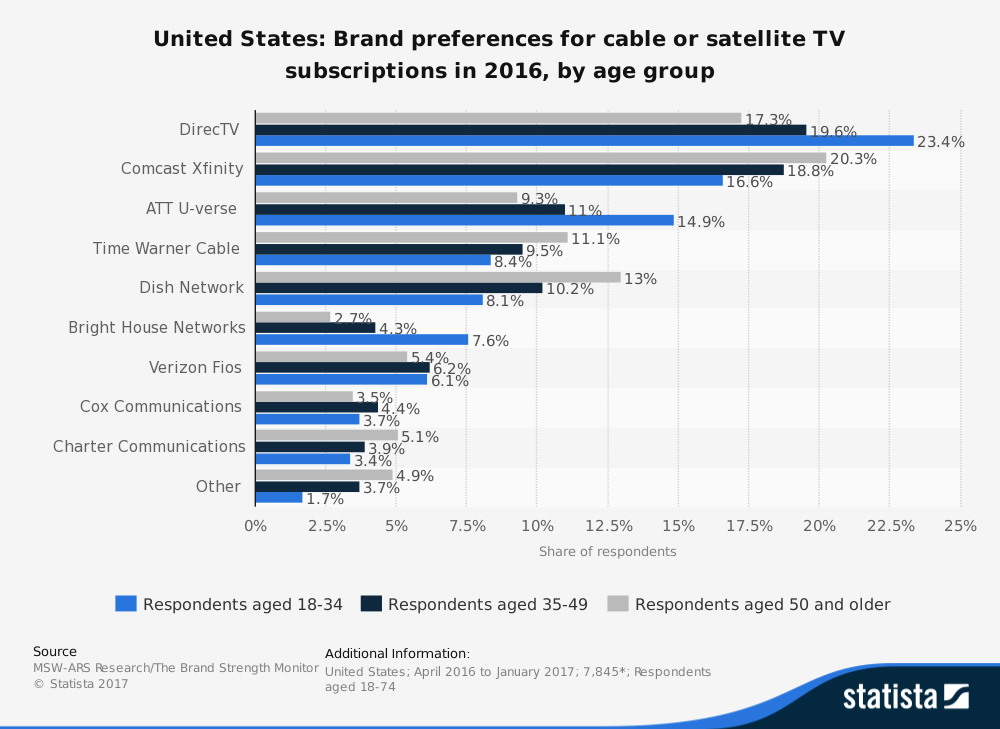 United States: Brand preferences for cable or satellite TV
subscriptions in 2016, by age group
DirecTV
17.3%
19.6%
23.4%
Comcast Xfinity
20.3%
18.8%
16.6%
ATT U-verse
9.3%
11%
14.9%
Time Warner Cable
11.1%
9.5%
8.4%
Dish Network
13%
10.2%
8.1%
Bright House Networks
2.7%
4.3%
7.6%
Verizon Fios
5.4%
6.2%
6.1%
Cox Communications
3.5%
4.4%
3.7%
Charter Communications
5.1%
3.9%
3.4%
Other
4.9%
3.7%
1.7%
0% 2.5% 5% 7.5% 10% 12.5% 15% 17.5% 20% 22.5% 25%
Share of respondents
Respondents aged 18-34 Respondents aged 35-49 Respondents aged 50 and older
Source
MSW-ARS Research/The Brand Strength Monitor
© Statista 2017
Additional Information:
United States; April 2016 to January 2017; 7,845*; Respondents
aged 18-74
statista